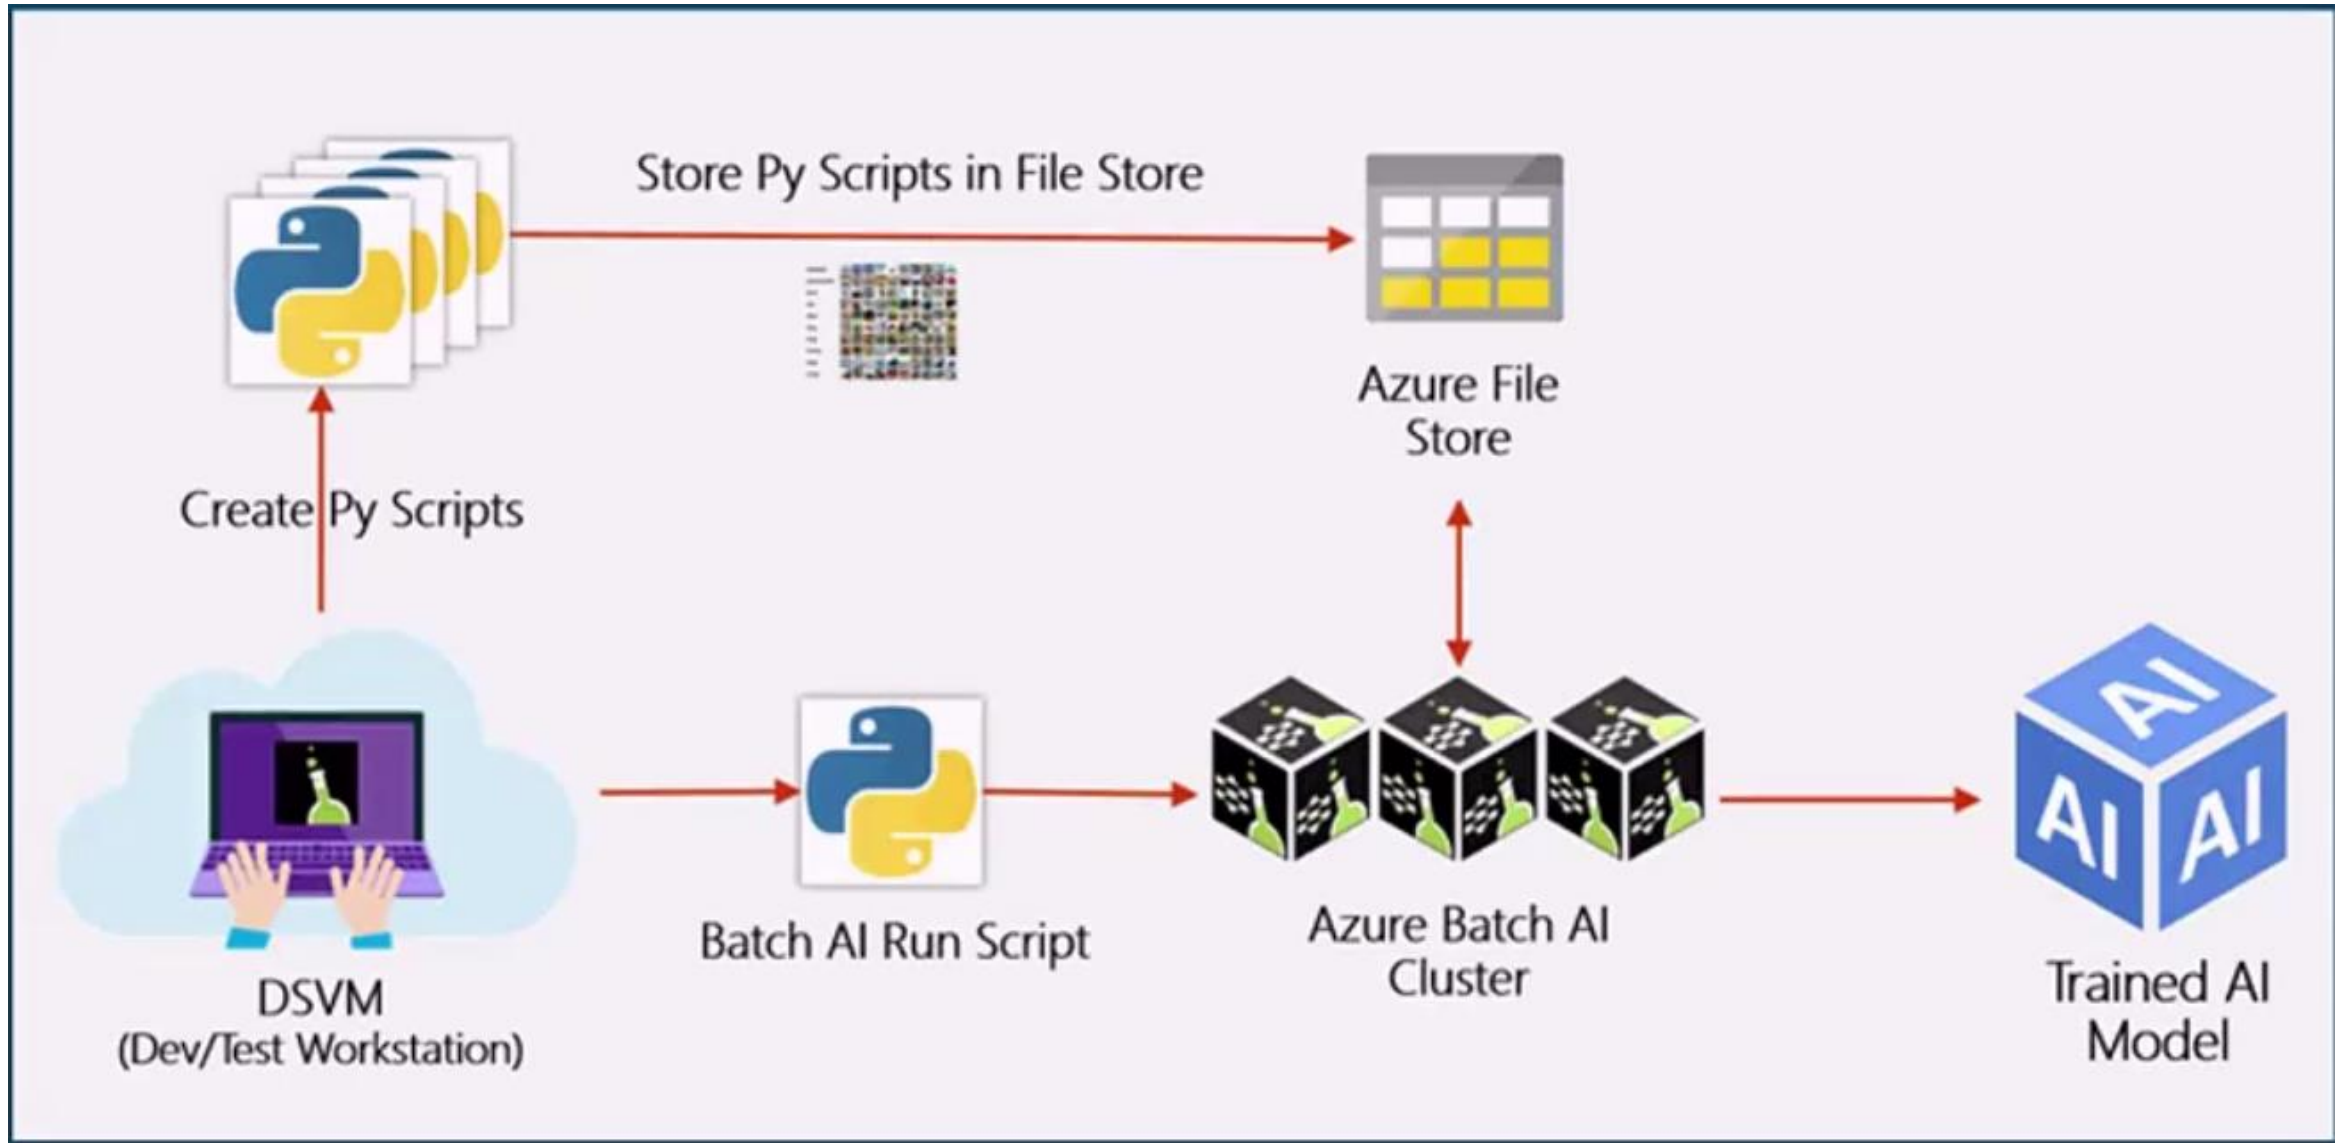 Store Py Scripts in File Store
Azure File
Store
Create Py Scripts
DSVM
(Dev/Test Workstation)
Batch AI Run Script
Azure Batch AI
Cluster
AI
AI
AI
Trained AI
Model